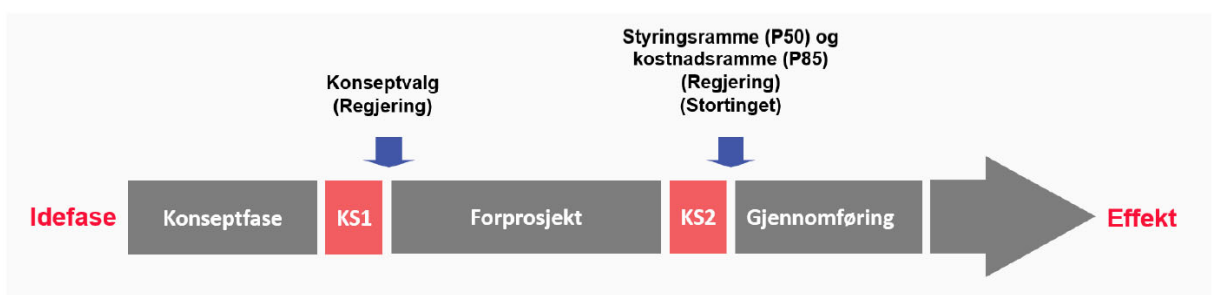 Styringsramme (P50) og
kostnadsramme (P85)
(Regjering)
(Stortinget)
Konseptvalg
(Regjering)
Idefase
Konseptfase
KS1
Forprosjekt
KS2
Gjennomføring
Effekt